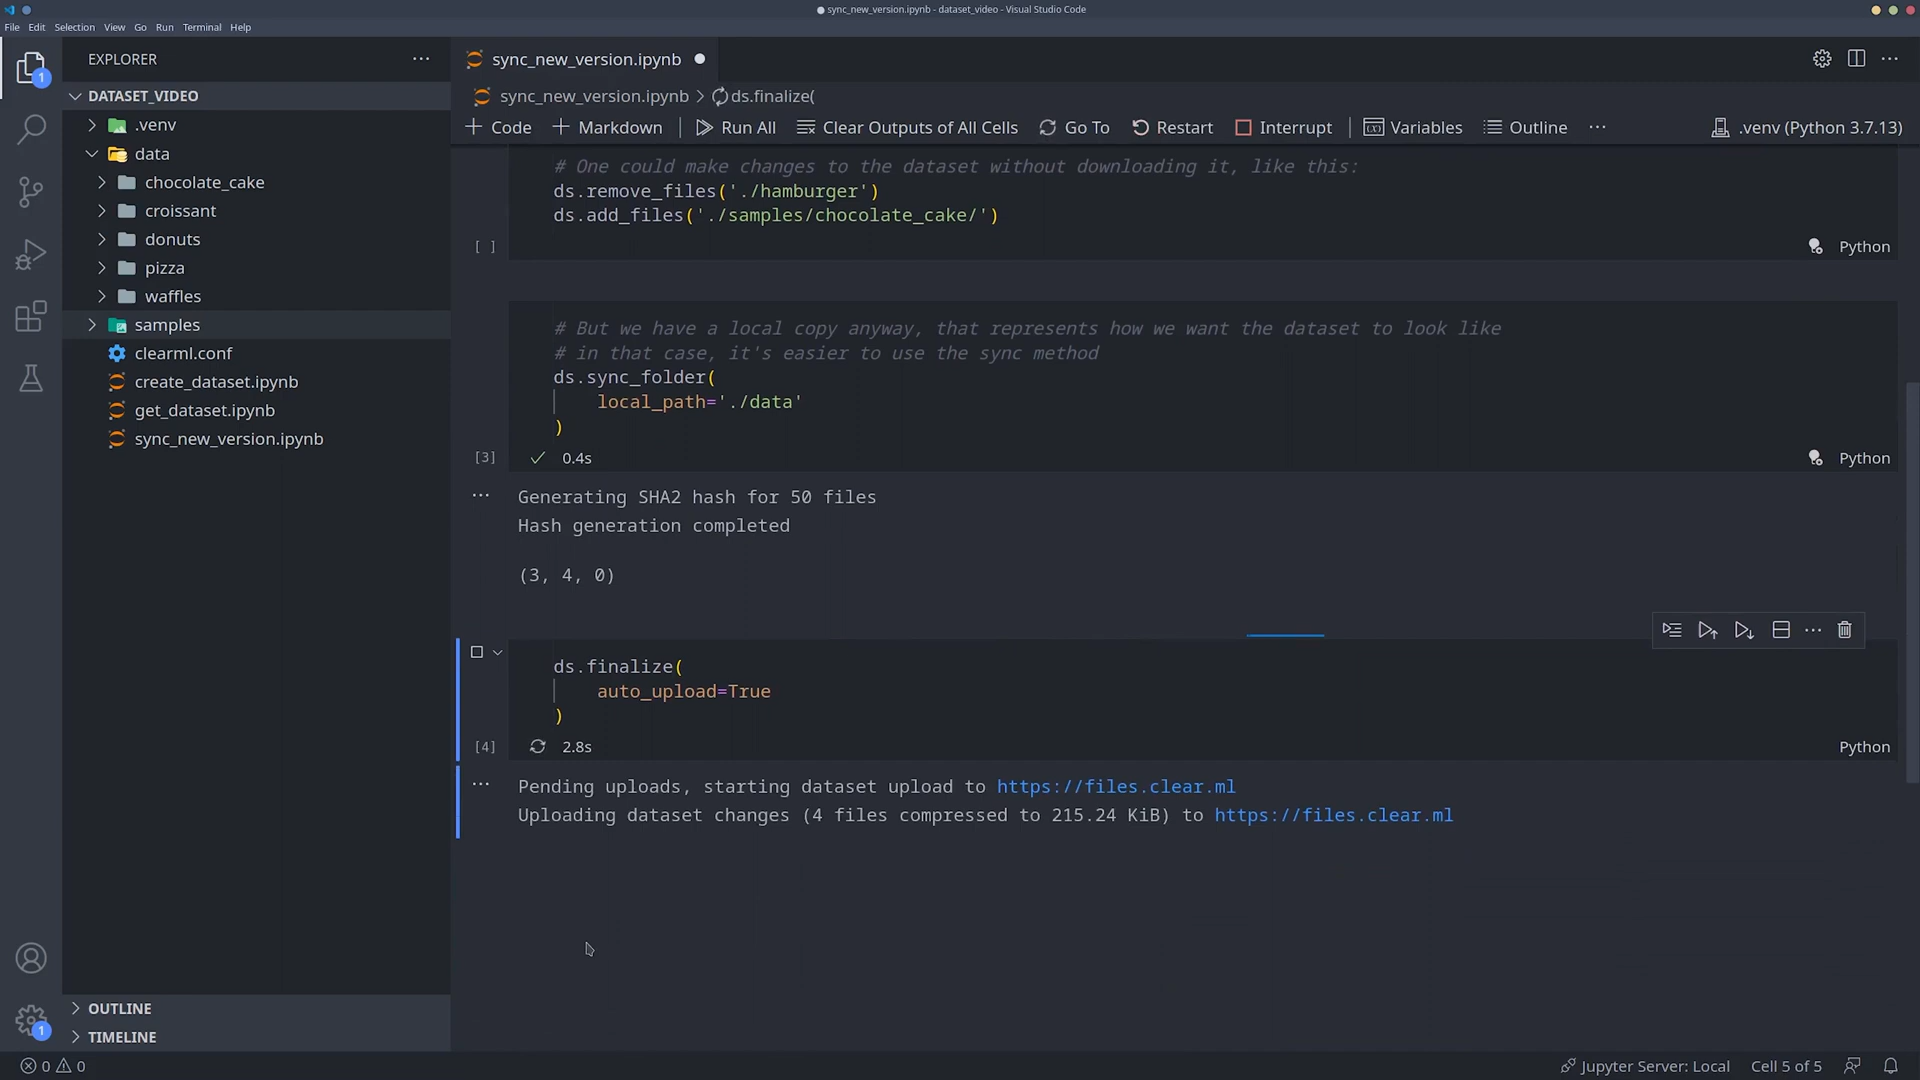 sync_new_version.ipynb - dataset_video - Visual Studio Code
File Edit Selection View Go Run Terminal Help
EXPLORER
1
DATASET_VIDEO
.venv
data
chocolate_cake
croissant
donuts
pizza
waffles
samples
clearml.conf
create_dataset.ipynb
get_dataset.ipynb
sync_new_version.ipynb
OUTLINE
TIMELINE
1
sync_new_version.ipynb
sync_new_version.ipynb > ds.finalize(
+ Code + Markdown | Run All Clear Outputs of All Cells Go To Restart Interrupt | Variables Outline ... .venv (Python 3.7.13)
# One could make changes to the dataset without downloading it, like this:
ds.remove_files('./hamburger')
ds.add_files('./samples/chocolate_cake/')
[ ] Python
# But we have a local copy anyway, that represents how we want the dataset to look like
# in that case, it's easier to use the sync method
ds.sync_folder(
local_path='./data'
)
[3] 0.4s Python
Generating SHA2 hash for 50 files
Hash generation completed
(3, 4, 0)
ds.finalize(
auto_upload=True
)
[4] 2.8s Python
Pending uploads, starting dataset upload to https://files.clear.ml
Uploading dataset changes (4 files compressed to 215.24 KiB) to https://files.clear.ml
0 0 Jupyter Server: Local Cell 5 of 5